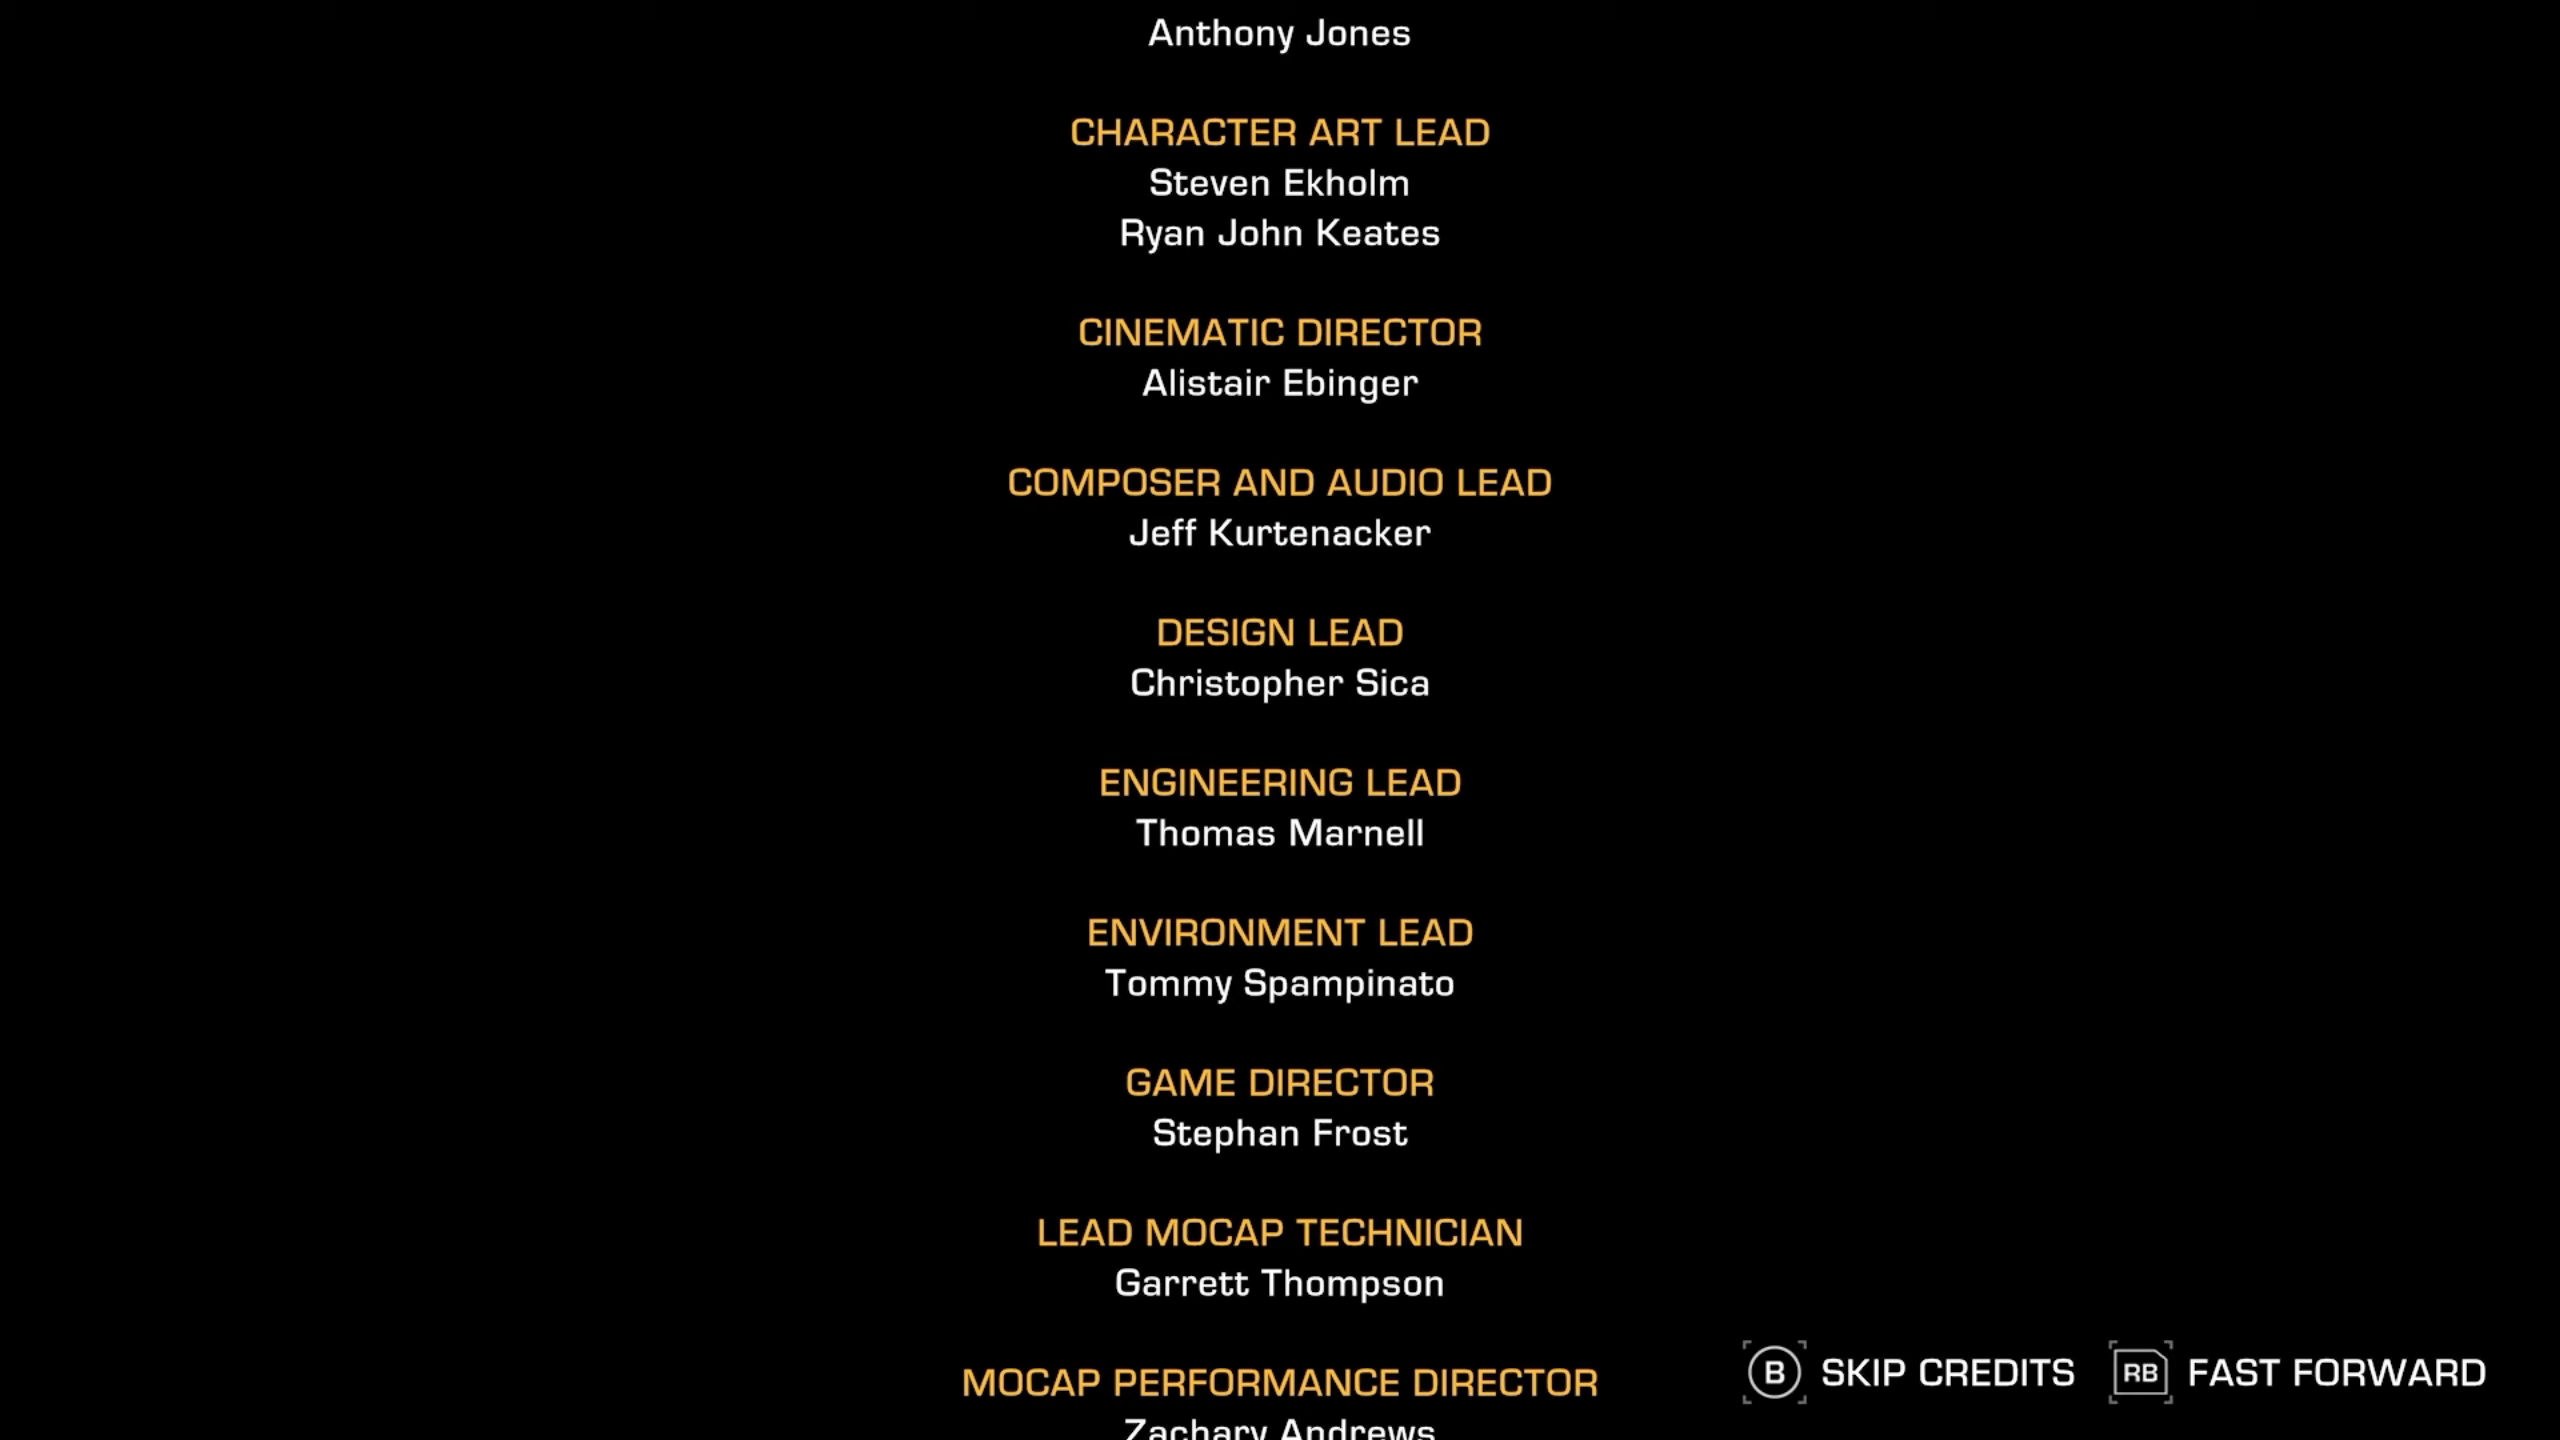 Anthony Jones
CHARACTER ART LEAD
Steven Ekholm
Ryan John Keates
CINEMATIC DIRECTOR
Alistair Ebinger
COMPOSER AND AUDIO LEAD
Jeff Kurtenacker
DESIGN LEAD
Christopher Sica
ENGINEERING LEAD
Thomas Marnell
ENVIRONMENT LEAD
Tommy Spampinato
GAME DIRECTOR
Stephan Frost
LEAD MOCAP TECHNICIAN
Garrett Thompson
MOCAP PERFORMANCE DIRECTOR
Zachary Andrews
B SKIP CREDITS RB FAST FORWARD